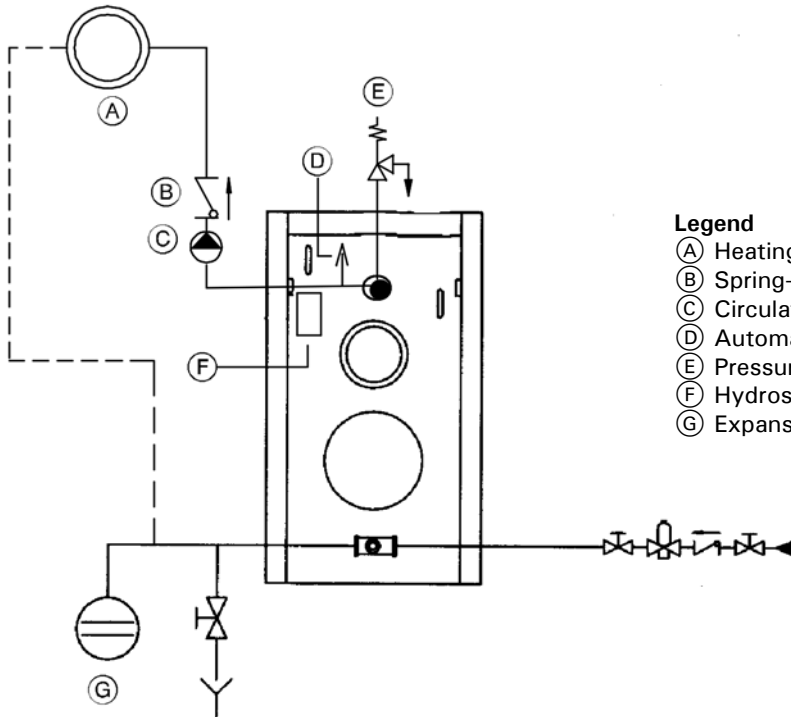 A
B
C
D
E
F
G
Legend
Ⓐ Heating
Ⓑ Spring-
Ⓒ Circula
Ⓓ Automa
Ⓔ Pressur
Ⓕ Hydros
Ⓖ Expans